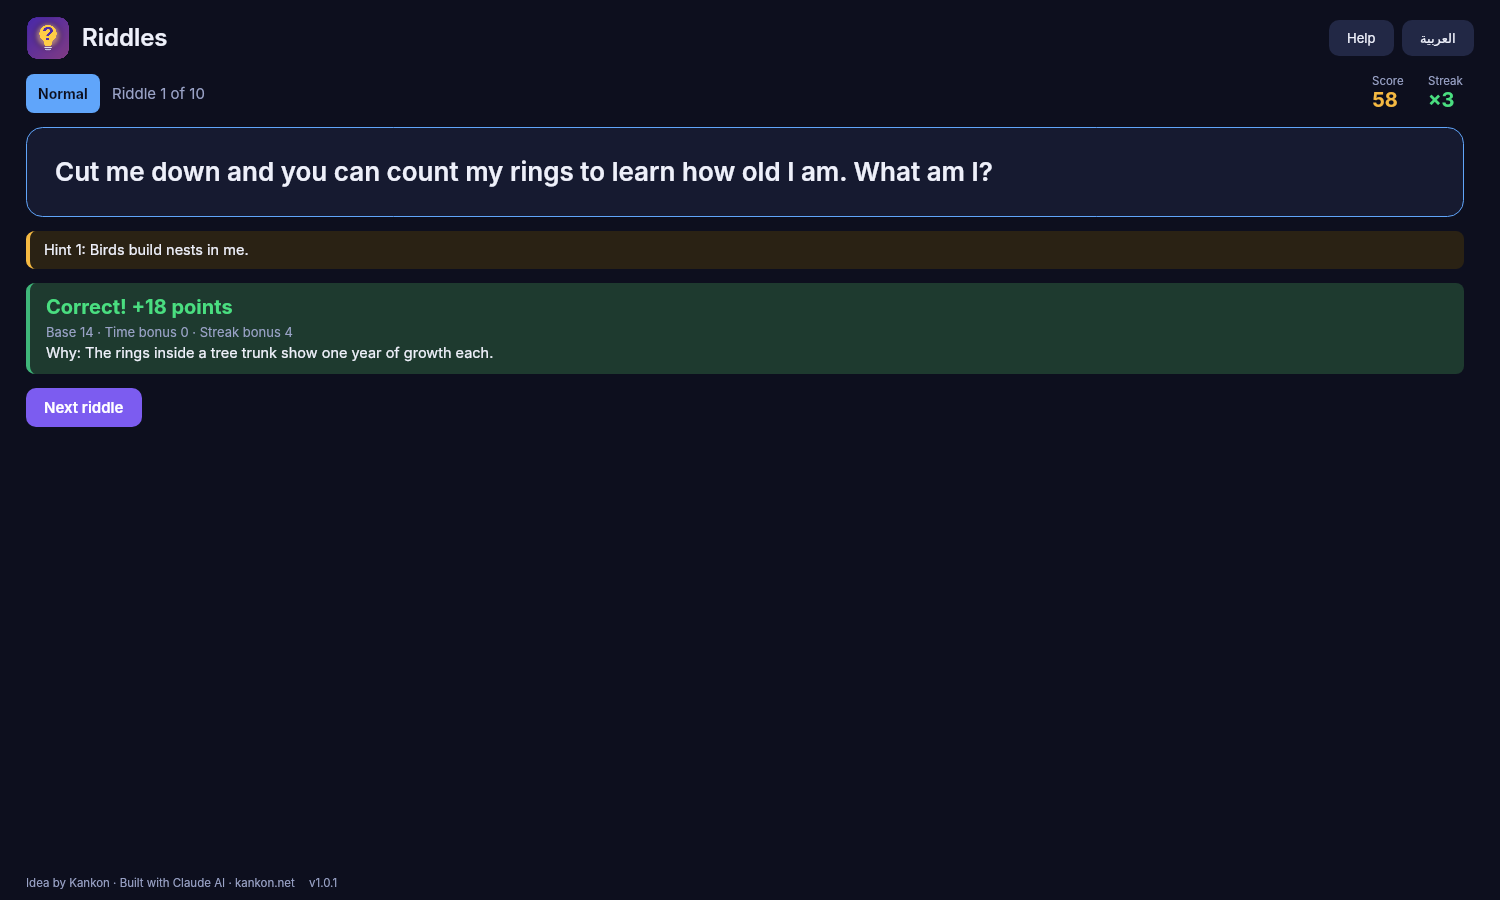 Riddles
Help
العربية
Normal
Riddle 1 of 10
Score
58
Streak
×3
Cut me down and you can count my rings to learn how old I am. What am I?
Hint 1: Birds build nests in me.
Correct! +18 points
Base 14 · Time bonus 0 · Streak bonus 4
Why: The rings inside a tree trunk show one year of growth each.
Next riddle
Idea by Kankon · Built with Claude AI · kankon.net v1.0.1